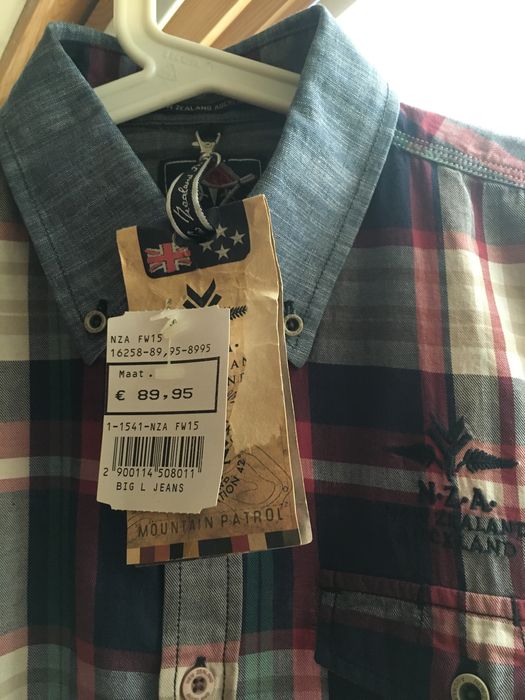 NZA FW15
16258-89,95-8995
Maat.
€ 89,95
1-1541-NZA FW15
2 900114 508011
BIG L JEANS
MOUNTAIN PATROL
N.Z.A.
ZEALAND